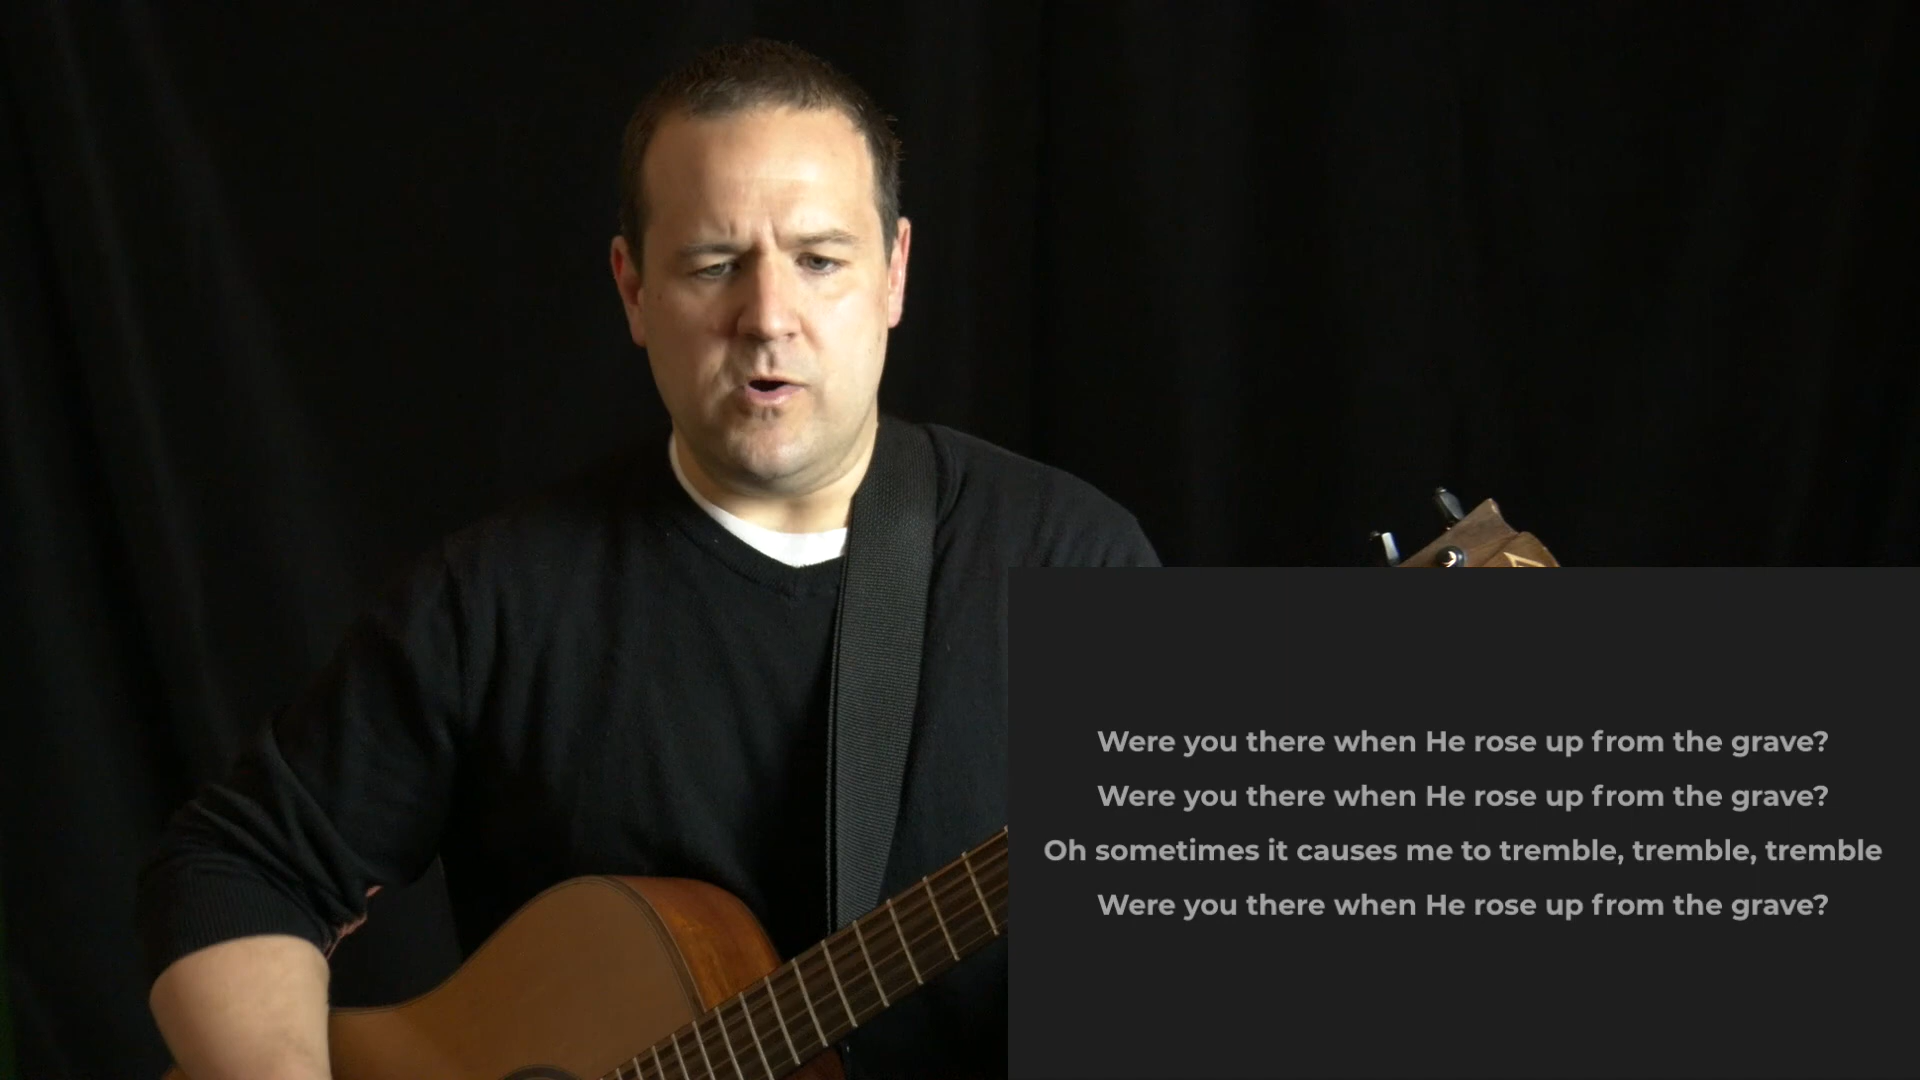 Were you there when He rose up from the grave?
Were you there when He rose up from the grave?
Oh sometimes it causes me to tremble, tremble, tremble
Were you there when He rose up from the grave?